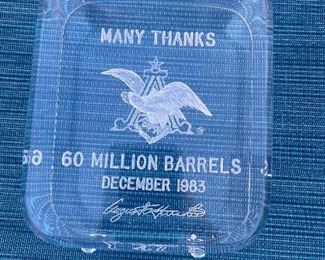 MANY THANKS
A
60 MILLION BARRELS
DECEMBER 1983